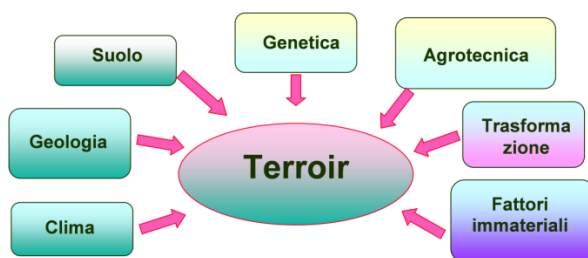 Genetica
Suolo
Agrotecnica
Geologia
Trasforma
zione
Terroir
Clima
Fattori
immateriali